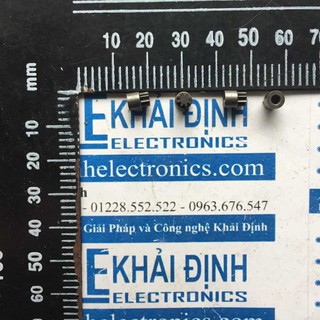 10 20 30 40 50 60 70
mm
10
20
30
40
50
60
KHẢI ĐỊNH
ELECTRONICS
helectronics.com
h
- 01228.552.522 - 0963.676.547
Giải Pháp và Công nghệ Khải Định
KHẢI ĐỊNH
ELECTRONICS